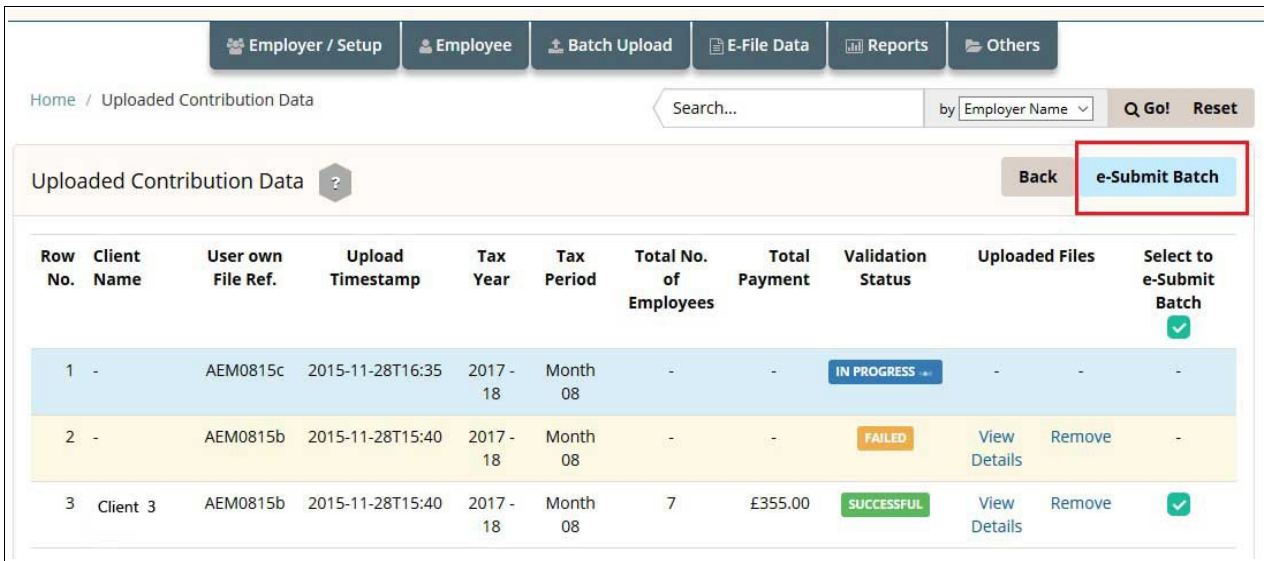 Employer / Setup Employee Batch Upload E-File Data Reports Others
Home / Uploaded Contribution Data Search... by Employer Name Go! Reset
Uploaded Contribution Data ? Back e-Submit Batch
Row Client User own Upload Tax Tax Total No. Total Validation Uploaded Files Select to
No. Name File Ref. Timestamp Year Period of Payment Status e-Submit
Employees Batch
1 - AEM0815c 2015-11-28T16:35 2017 - Month - - IN PROGRESS - - -
18 08
2 - AEM0815b 2015-11-28T15:40 2017 - Month - - FAILED View Remove -
18 08 Details
3 Client 3 AEM0815b 2015-11-28T15:40 2017 - Month 7 £355.00 SUCCESSFUL View Remove
18 08 Details